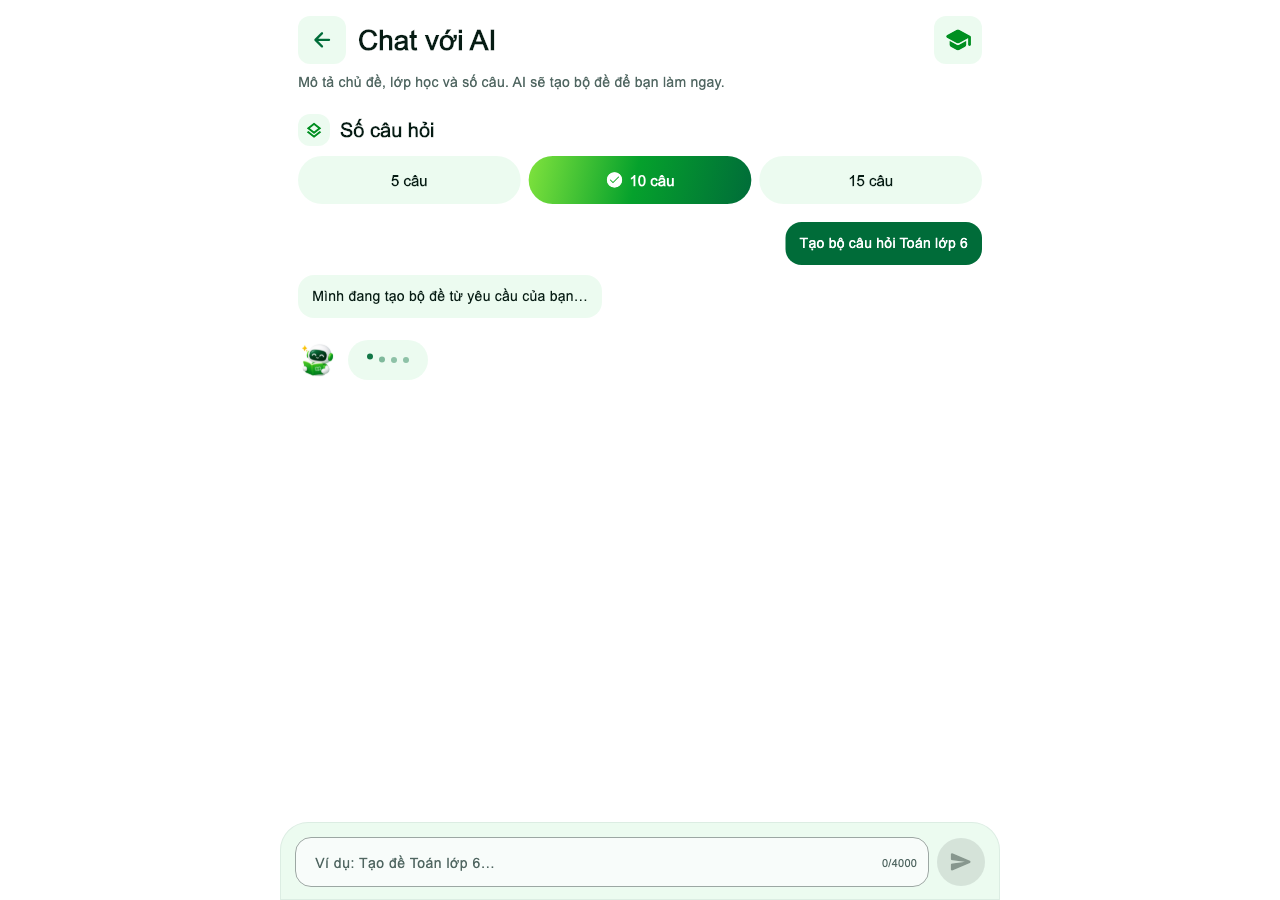 Chat với AI
Mô tả chủ đề, lớp học và số câu. AI sẽ tạo bộ đề để bạn làm ngay.
Số câu hỏi
5 câu
10 câu
15 câu
Tạo bộ câu hỏi Toán lớp 6
Mình đang tạo bộ đề từ yêu cầu của bạn...
Ví dụ: Tạo đề Toán lớp 6...
0/4000